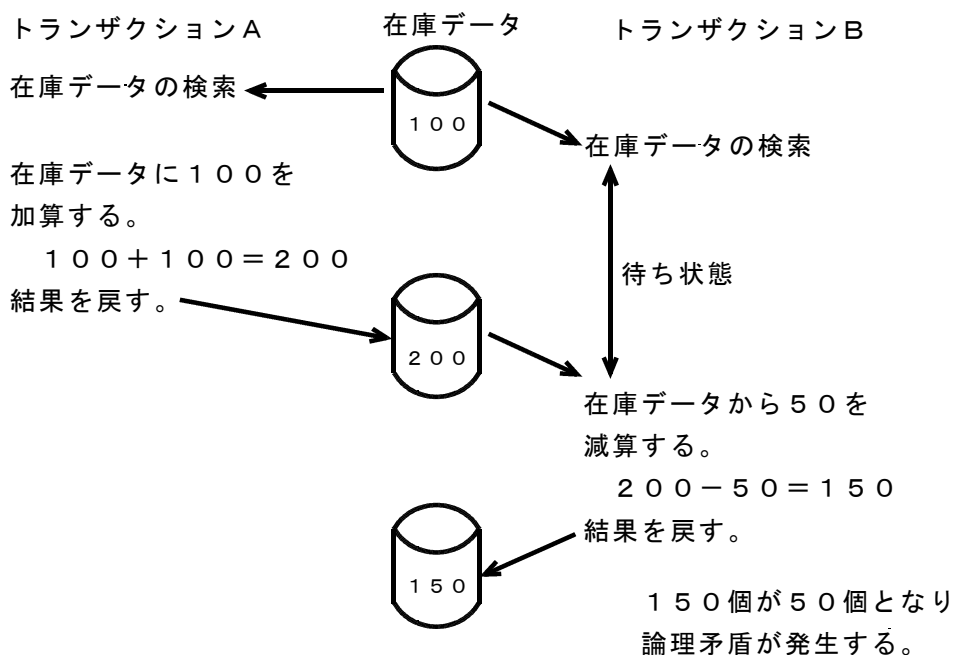 トランザクションA
在庫データ
トランザクションB
在庫データの検索
100
在庫データの検索
在庫データに100を
加算する。
100+100=200
結果を戻す。
待ち状態
200
在庫データから50を
減算する。
200-50=150
結果を戻す。
150
150個が50個となり
論理矛盾が発生する。